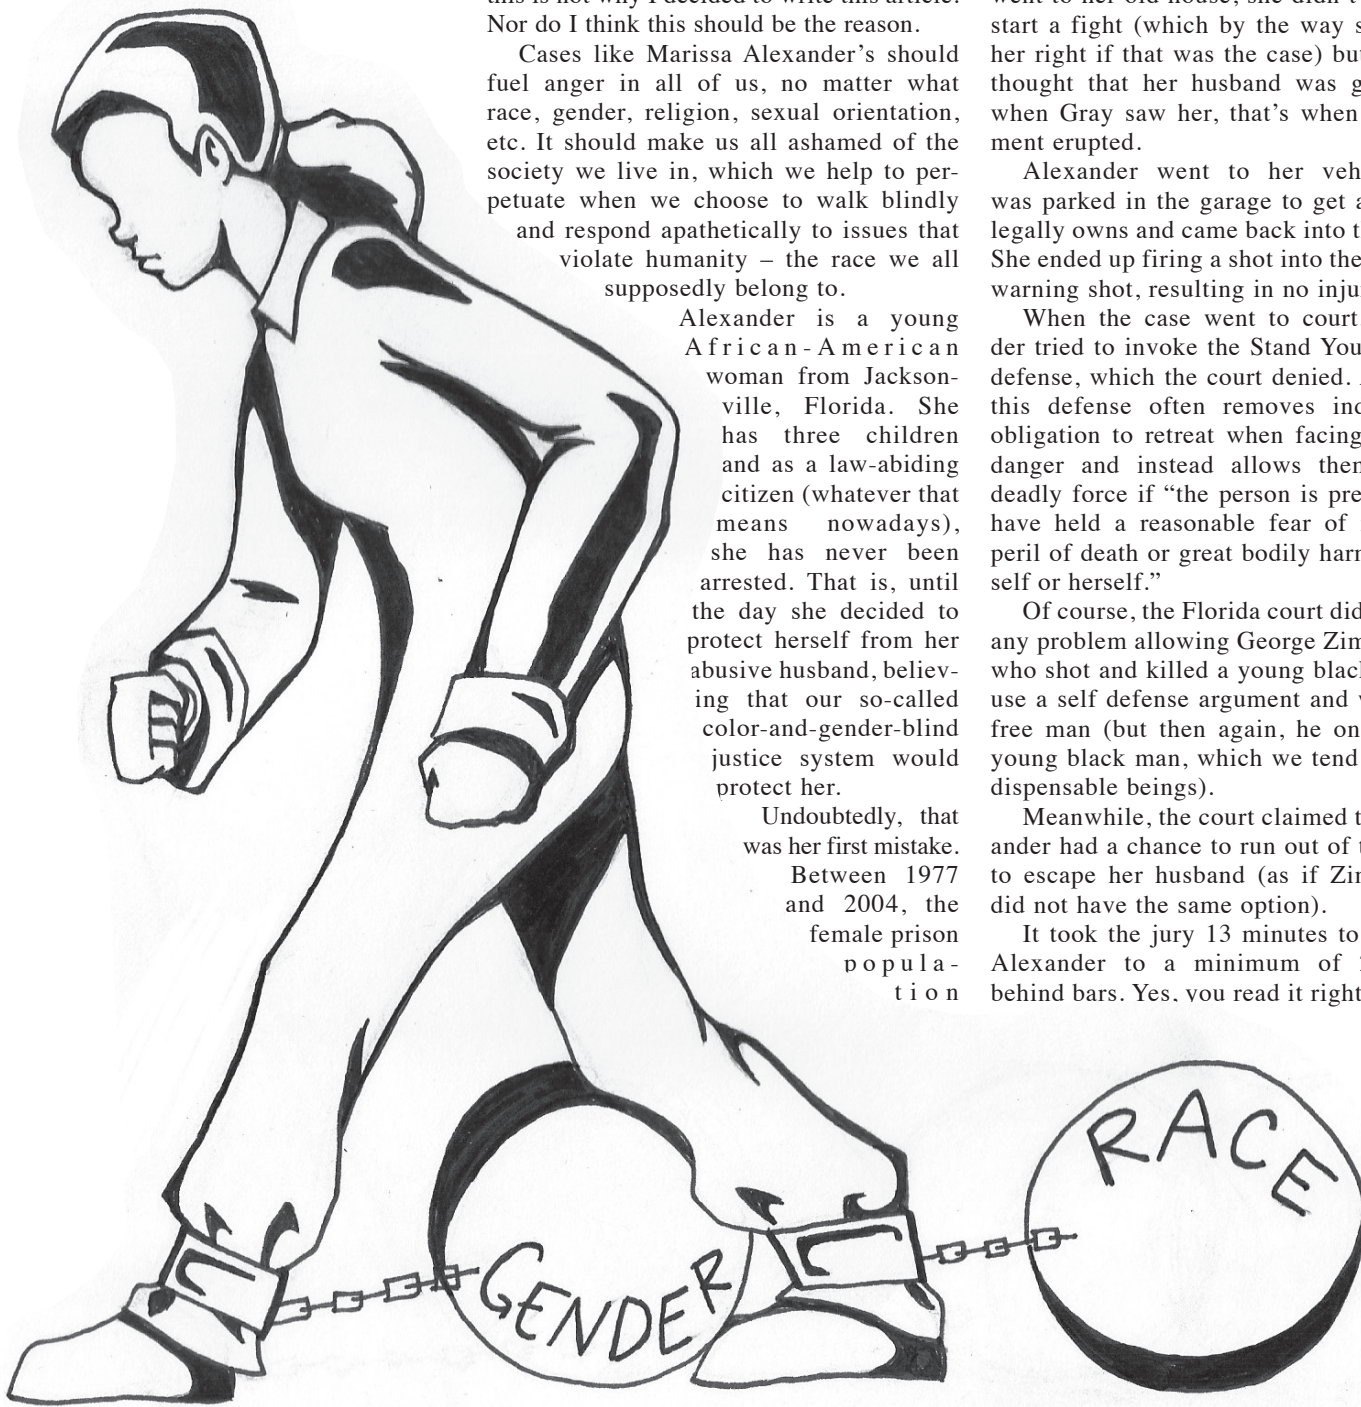 this is not why I decided to write this article.
Nor do I think this should be the reason.
Cases like Marissa Alexander’s should
fuel anger in all of us, no matter what
race, gender, religion, sexual orientation,
etc. It should make us all ashamed of the
society we live in, which we help to per-
petuate when we choose to walk blindly
and respond apathetically to issues that
violate humanity – the race we all
supposedly belong to.
Alexander is a young
African-American
woman from Jackson-
ville, Florida. She
has three children
and as a law-abiding
citizen (whatever that
means nowadays),
she has never been
arrested. That is, until
the day she decided to
protect herself from her
abusive husband, believ-
ing that our so-called
color-and-gender-blind
justice system would
protect her.
Undoubtedly, that
was her first mistake.
Between 1977
and 2004, the
female prison
popula-
tion
went to her old house, she didn’t
start a fight (which by the way s
her right if that was the case) but
thought that her husband was g
when Gray saw her, that’s when
ment erupted.
Alexander went to her veh
was parked in the garage to get a
legally owns and came back into t
She ended up firing a shot into the
warning shot, resulting in no inju
When the case went to court
der tried to invoke the Stand You
defense, which the court denied.
this defense often removes ind
obligation to retreat when facing
danger and instead allows them
deadly force if “the person is pre
have held a reasonable fear of
peril of death or great bodily harm
self or herself.”
Of course, the Florida court did
any problem allowing George Zim
who shot and killed a young black
use a self defense argument and
free man (but then again, he on
young black man, which we tend
dispensable beings).
Meanwhile, the court claimed t
ander had a chance to run out of t
to escape her husband (as if Zim
did not have the same option).
It took the jury 13 minutes to
Alexander to a minimum of
behind bars. Yes, you read it right
RACE
GENDER